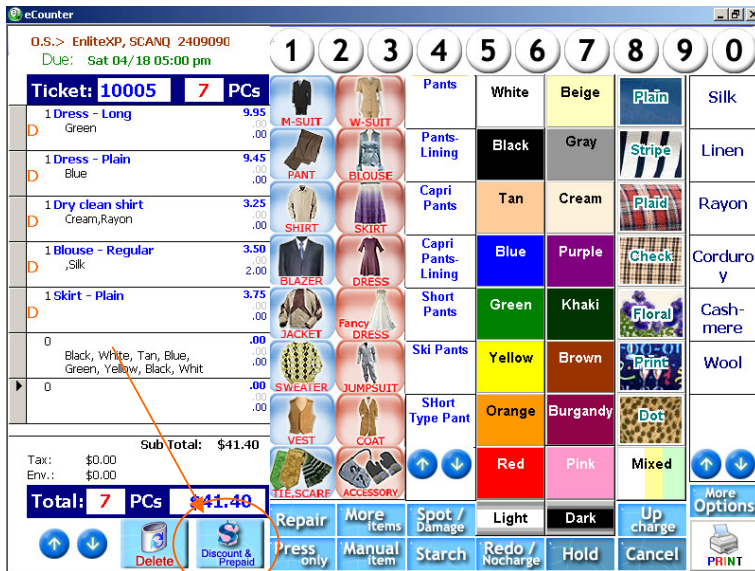 eCounter
O.S.> EnliteXP, SCANQ 2409090
Due: Sat 04/18 05:00 pm
Ticket: 10005 7 PCs
1 Dress - Long 9.95
Green .00
D .00
1 Dress - Plain 9.45
Blue .00
D .00
1 Dry clean shirt 3.25
Cream,Rayon .00
D .00
1 Blouse - Regular 3.50
,Silk .00
D 2.00
1 Skirt - Plain 3.75
.00
D .00
0 .00
Black, White, Tan, Blue,
Green, Yellow, Black, Whit .00
0 .00
.00
Sub Total: $41.40
Tax: $0.00
Env.: $0.00
Total: 7 PCs $41.40
Delete
Discount &
Prepaid
1 2 3 4 5 6 7 8 9 0
M-SUIT
W-SUIT
PANT
BLOUSE
SHIRT
SKIRT
BLAZER
DRESS
JACKET
Fancy
DRESS
SWEATER
JUMPSUIT
VEST
COAT
TIE,SCARF
ACCESSORY
Pants
Pants-
Lining
Capri
Pants
Capri
Pants-
Lining
Short
Pants
Ski Pants
SHort
Type Pant
White
Beige
Plain
Silk
Black
Gray
Stripe
Linen
Tan
Cream
Plaid
Rayon
Blue
Purple
Check
Corduro
y
Green
Khaki
Floral
Cash-
mere
Yellow
Brown
Print
Wool
Orange
Burgandy
Dot
Red
Pink
Mixed
Light
Dark
Repair
More
items
Spot /
Damage
Up
charge
More
Options
Press
only
Manual
item
Starch
Redo /
Nocharge
Hold
Cancel
PRINT